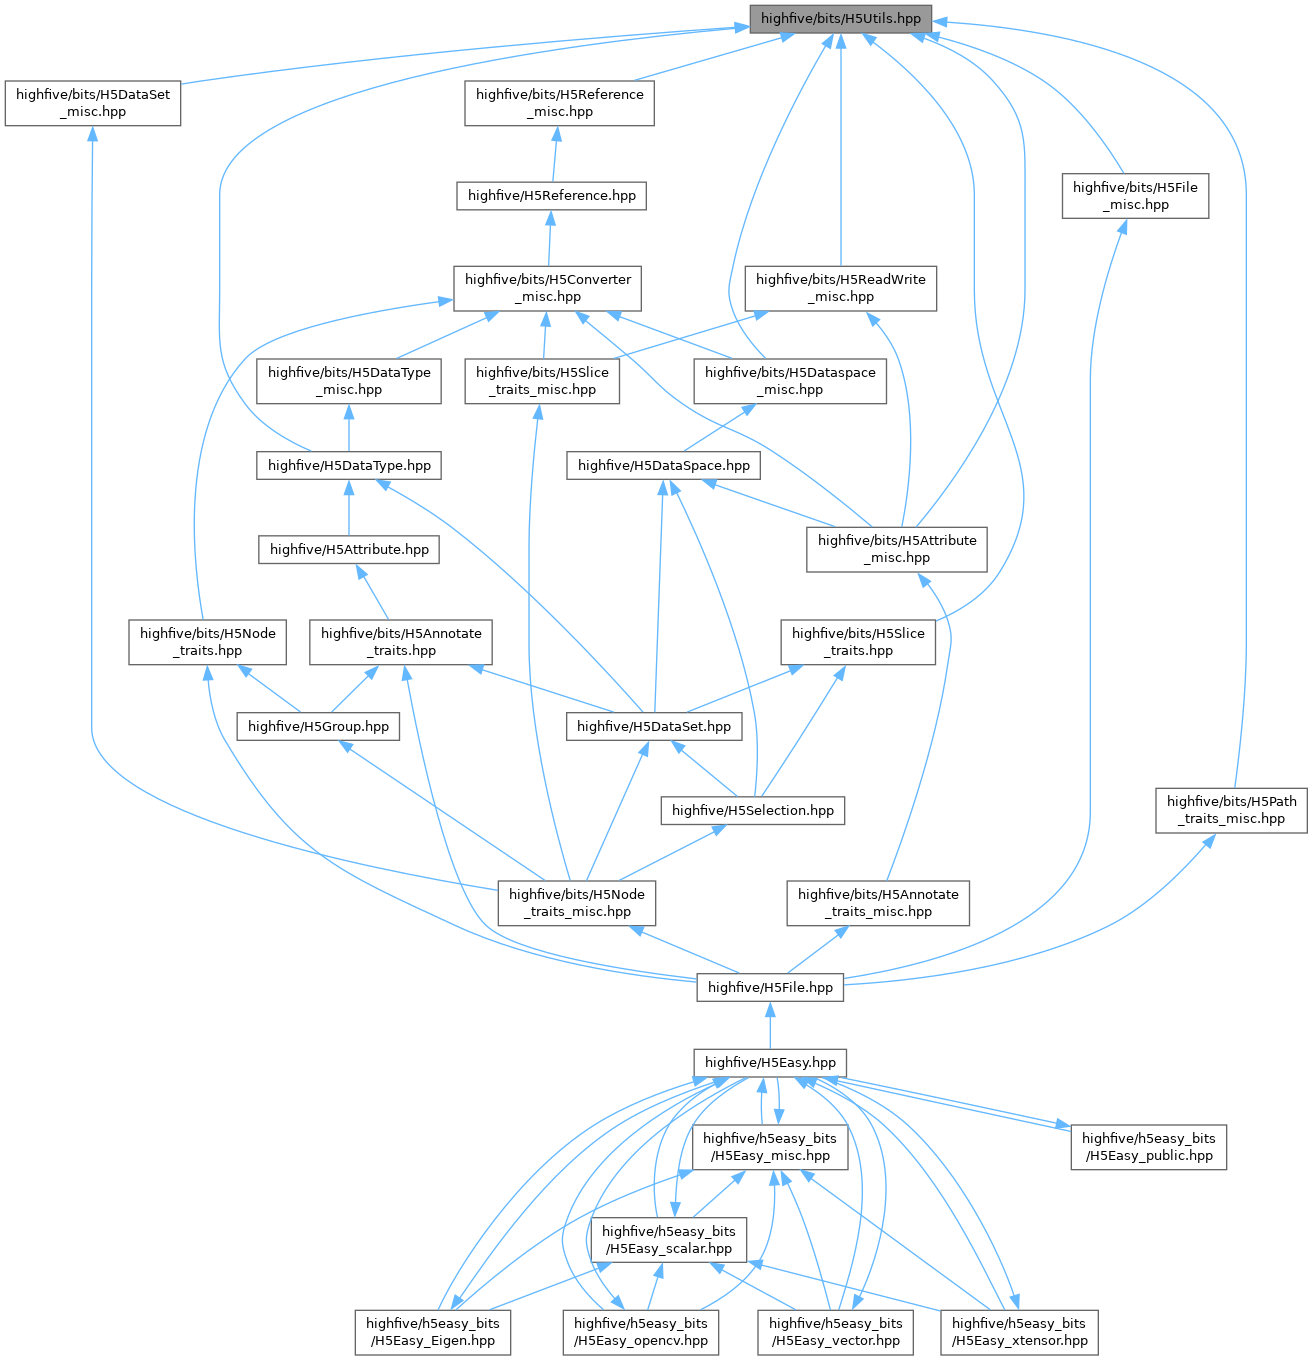 highfive/bits/H5Utils.hpp
highfive/bits/H5DataSet
_misc.hpp
highfive/bits/H5Reference
_misc.hpp
highfive/H5Reference.hpp
highfive/bits/H5File
_misc.hpp
highfive/bits/H5Converter
_misc.hpp
highfive/bits/H5ReadWrite
_misc.hpp
highfive/bits/H5DataType
_misc.hpp
highfive/bits/H5Slice
_traits_misc.hpp
highfive/bits/H5Dataspace
_misc.hpp
highfive/H5DataType.hpp
highfive/H5DataSpace.hpp
highfive/H5Attribute.hpp
highfive/bits/H5Attribute
_misc.hpp
highfive/bits/H5Node
_traits.hpp
highfive/bits/H5Annotate
_traits.hpp
highfive/bits/H5Slice
_traits.hpp
highfive/H5Group.hpp
highfive/H5DataSet.hpp
highfive/H5Selection.hpp
highfive/bits/H5Path
_traits_misc.hpp
highfive/bits/H5Node
_traits_misc.hpp
highfive/bits/H5Annotate
_traits_misc.hpp
highfive/H5File.hpp
highfive/H5Easy.hpp
highfive/h5easy_bits
/H5Easy_misc.hpp
highfive/h5easy_bits
/H5Easy_public.hpp
highfive/h5easy_bits
/H5Easy_scalar.hpp
highfive/h5easy_bits
/H5Easy_Eigen.hpp
highfive/h5easy_bits
/H5Easy_opencv.hpp
highfive/h5easy_bits
/H5Easy_vector.hpp
highfive/h5easy_bits
/H5Easy_xtensor.hpp